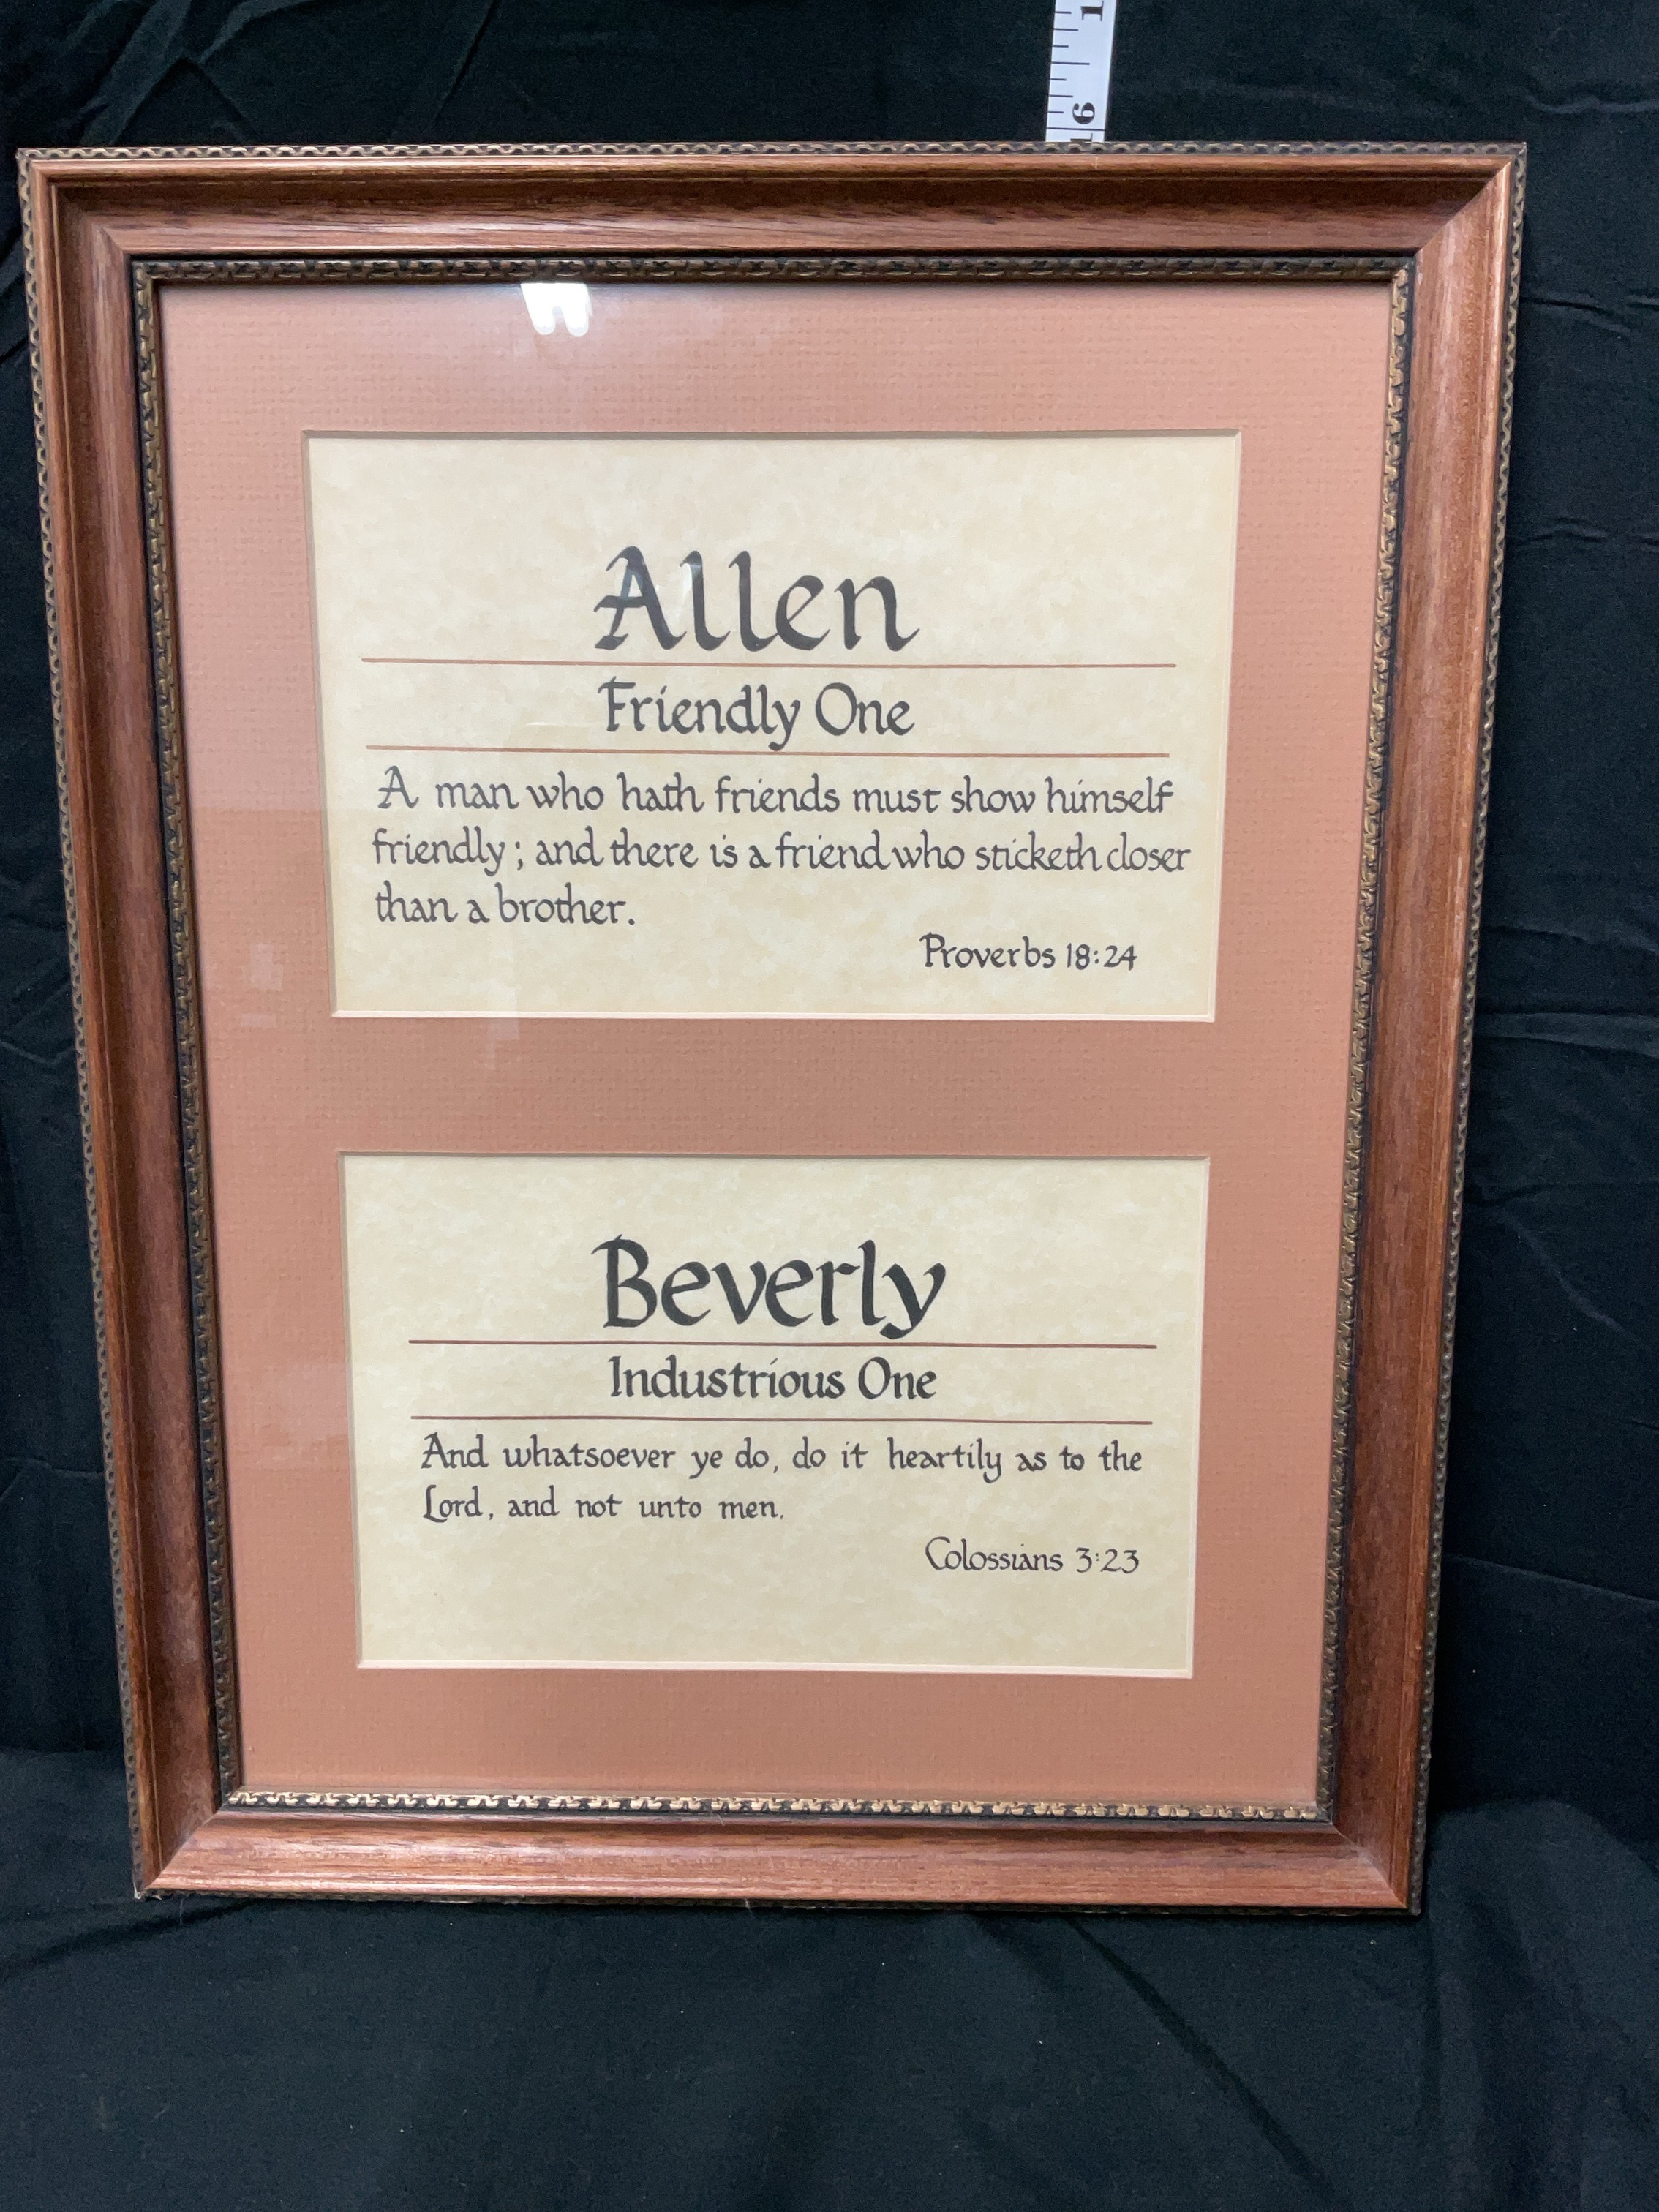 1
6
Allen
Friendly One
A man who hath friends must show himself
friendly; and there is a friend who sticketh closer
than a brother.
Proverbs 18:24
Beverly
Industrious One
And whatsoever ye do, do it heartily as to the
Lord, and not unto men.
Colossians 3:23